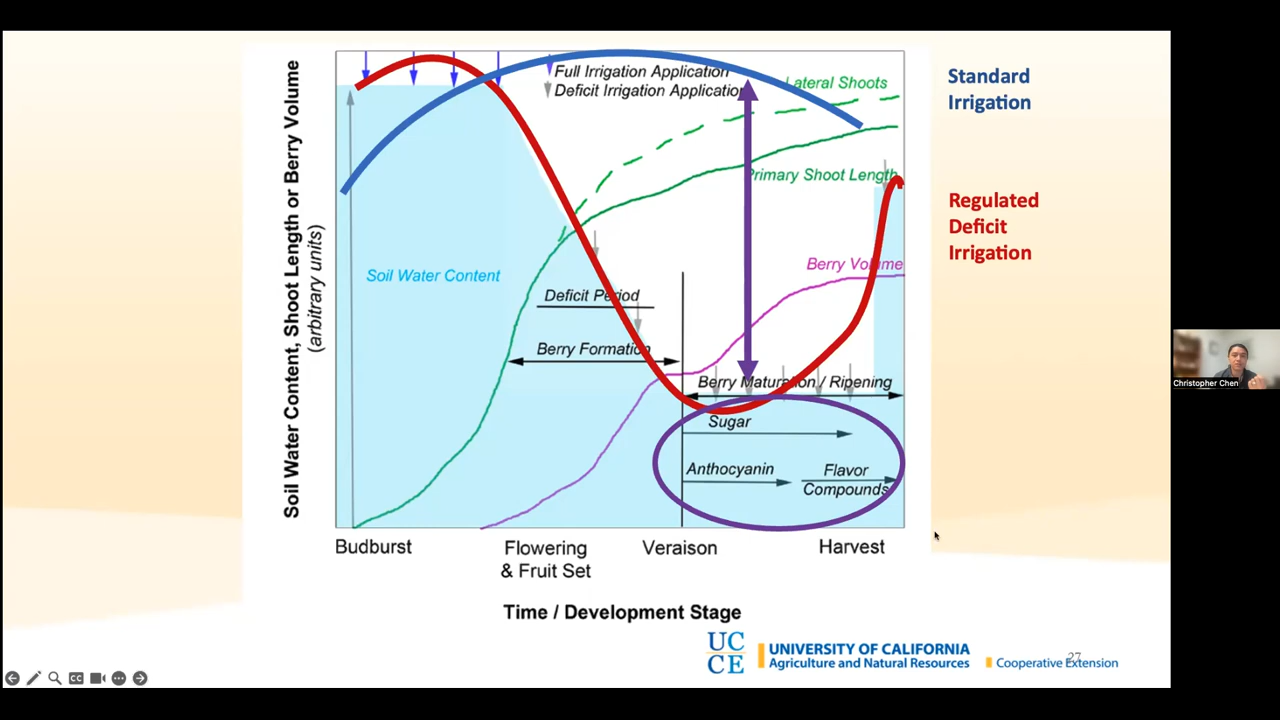 Soil Water Content, Shoot Length or Berry Volume
(arbitrary units)
Full Irrigation Application
Deficit Irrigation Application
Lateral Shoots
Primary Shoot Length
Soil Water Content
Berry Volume
Deficit Period
Berry Formation
Berry Maturation / Ripening
Sugar
Anthocyanin
Flavor
Compounds
Budburst
Flowering
& Fruit Set
Veraison
Harvest
Time / Development Stage
Standard
Irrigation
Regulated
Deficit
Irrigation
Christopher Chen
UC
CE
UNIVERSITY OF CALIFORNIA
Agriculture and Natural Resources
Cooperative Extension
27
CC